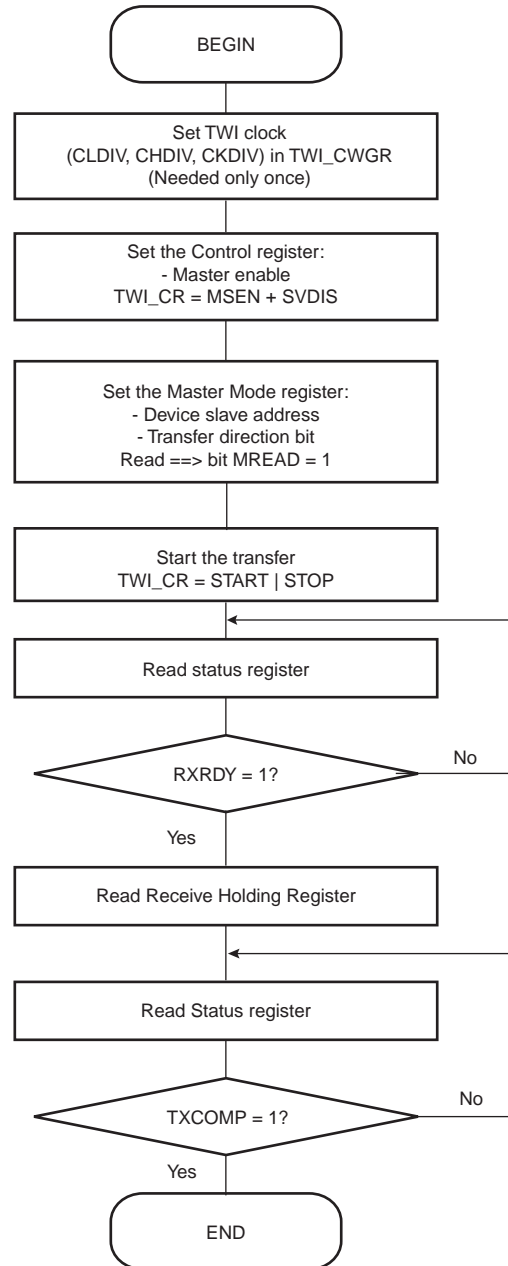 BEGIN
Set TWI clock
(CLDIV, CHDIV, CKDIV) in TWI_CWGR
(Needed only once)
Set the Control register:
- Master enable
TWI_CR = MSEN + SVDIS
Set the Master Mode register:
- Device slave address
- Transfer direction bit
Read ==> bit MREAD = 1
Start the transfer
TWI_CR = START | STOP
Read status register
RXRDY = 1?
No
Yes
Read Receive Holding Register
Read Status register
TXCOMP = 1?
No
Yes
END